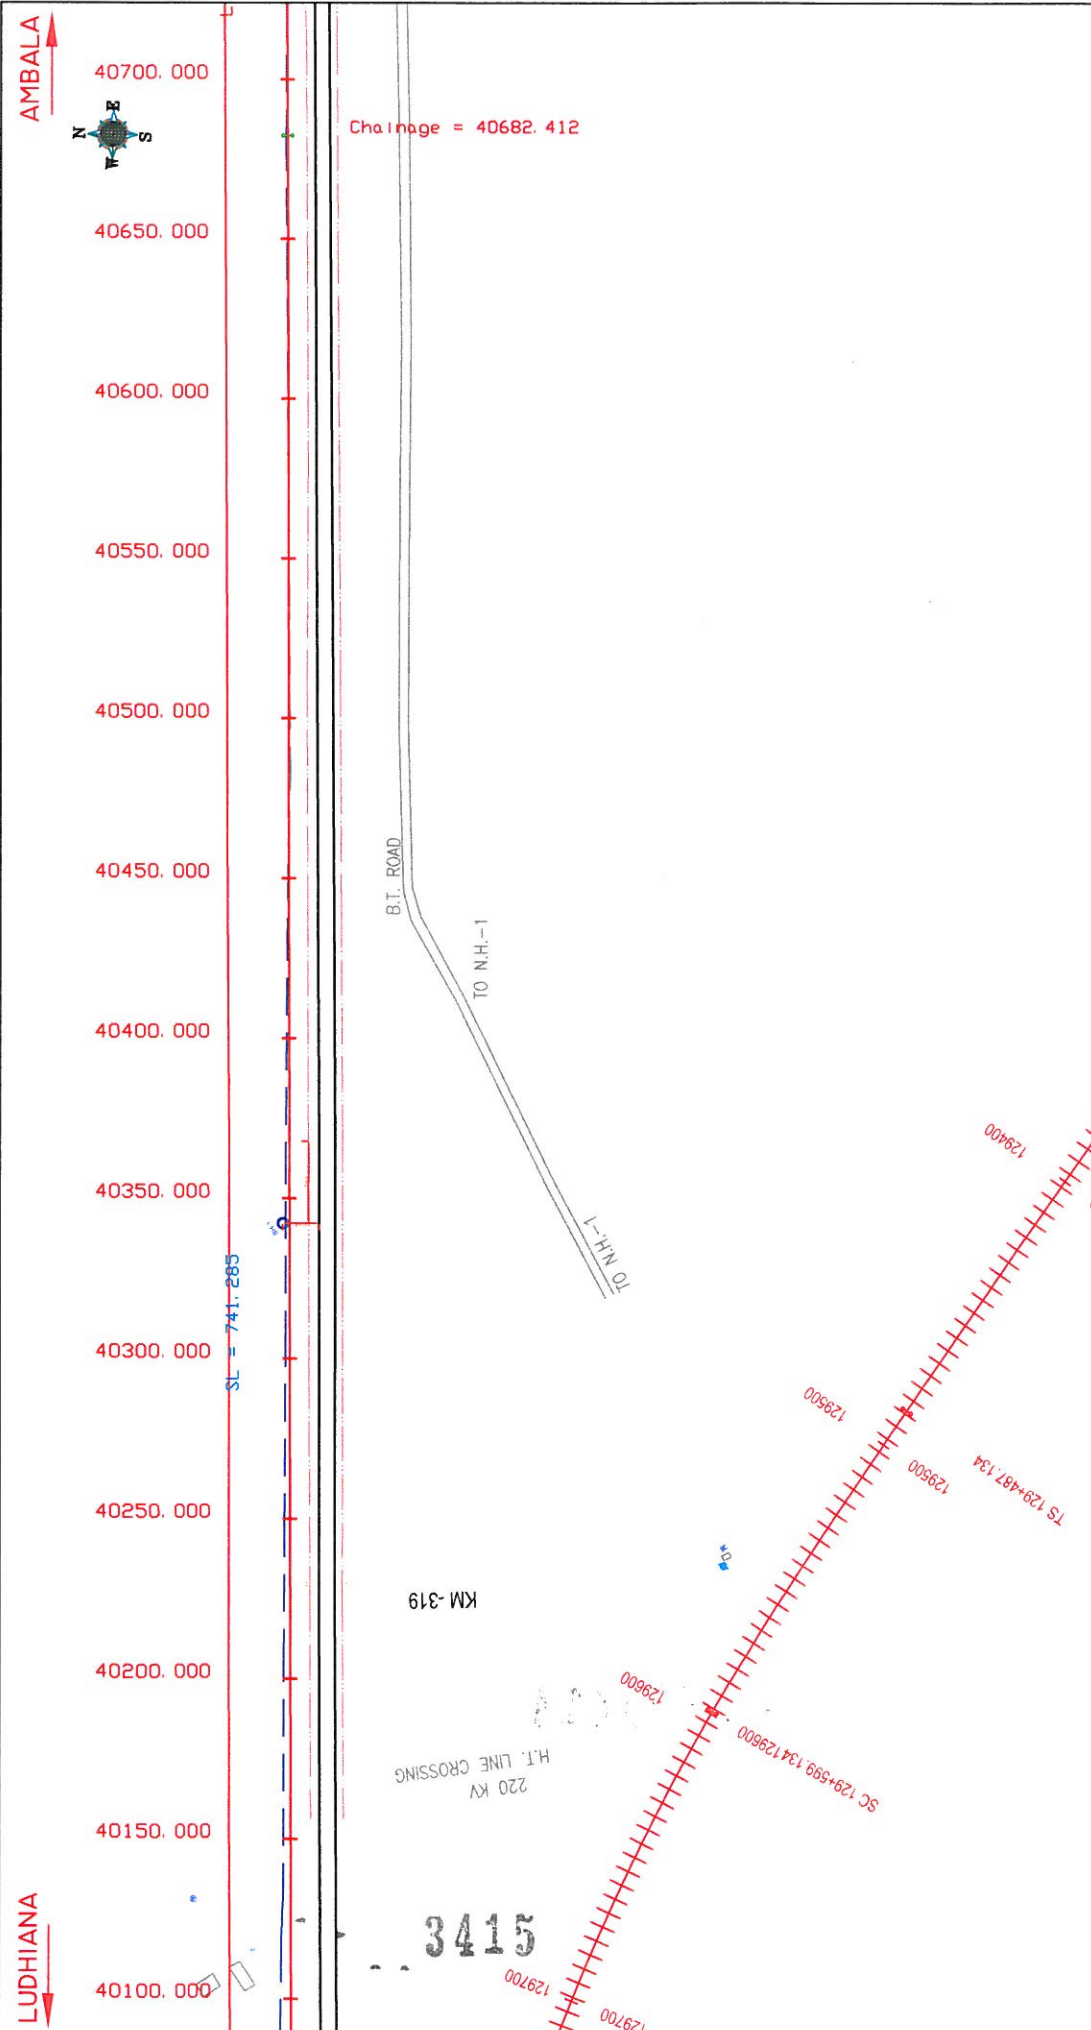 AMBALA
40700.000
N
E
S
W
Chainage = 40682.412
40650.000
40600.000
40550.000
40500.000
40450.000
B.T. ROAD
TO N.H.-1
40400.000
129400
40350.000
TO N.H.-1
SL = 741.285
40300.000
129500
129500
TS 129+487.134
40250.000
KM-319
40200.000
129600
SC 129+599.134 129600
220 KV
H.T. LINE CROSSING
40150.000
LUDHIANA
3415
40100.000
129700
129700